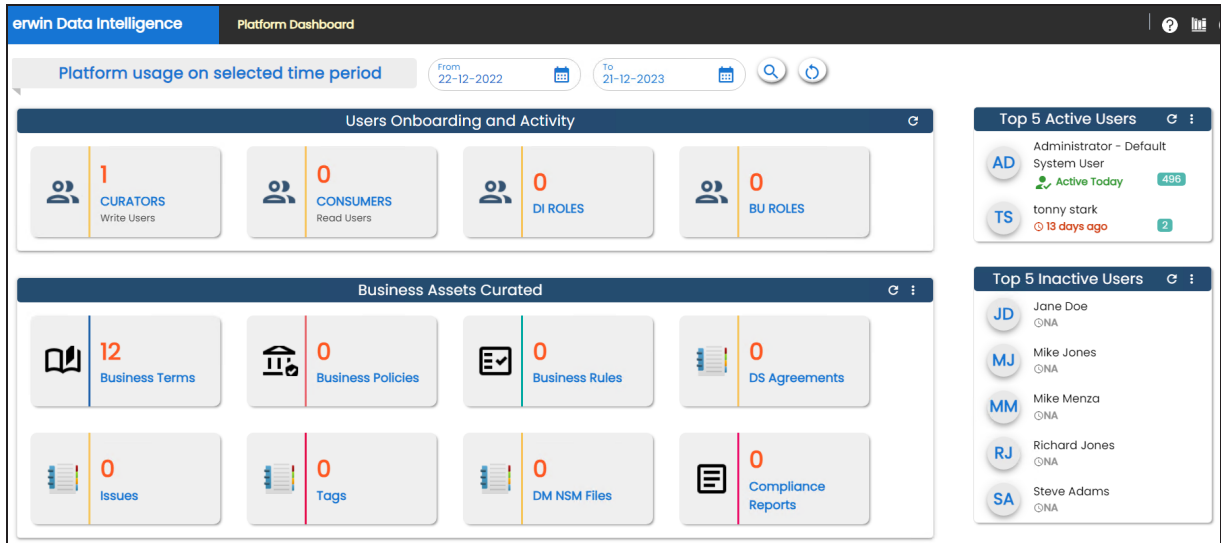 erwin Data Intelligence
Platform Dashboard
Platform usage on selected time period
From
22-12-2022
To
21-12-2023
Users Onboarding and Activity
1
CURATORS
Write Users
0
CONSUMERS
Read Users
0
DI ROLES
0
BU ROLES
Business Assets Curated
12
Business Terms
0
Business Policies
0
Business Rules
0
DS Agreements
0
Issues
0
Tags
0
DM NSM Files
0
Compliance
Reports
Top 5 Active Users
AD
Administrator - Default
System User
Active Today
496
TS
tonny stark
13 days ago
2
Top 5 Inactive Users
JD
Jane Doe
NA
MJ
Mike Jones
NA
MM
Mike Menza
NA
RJ
Richard Jones
NA
SA
Steve Adams
NA